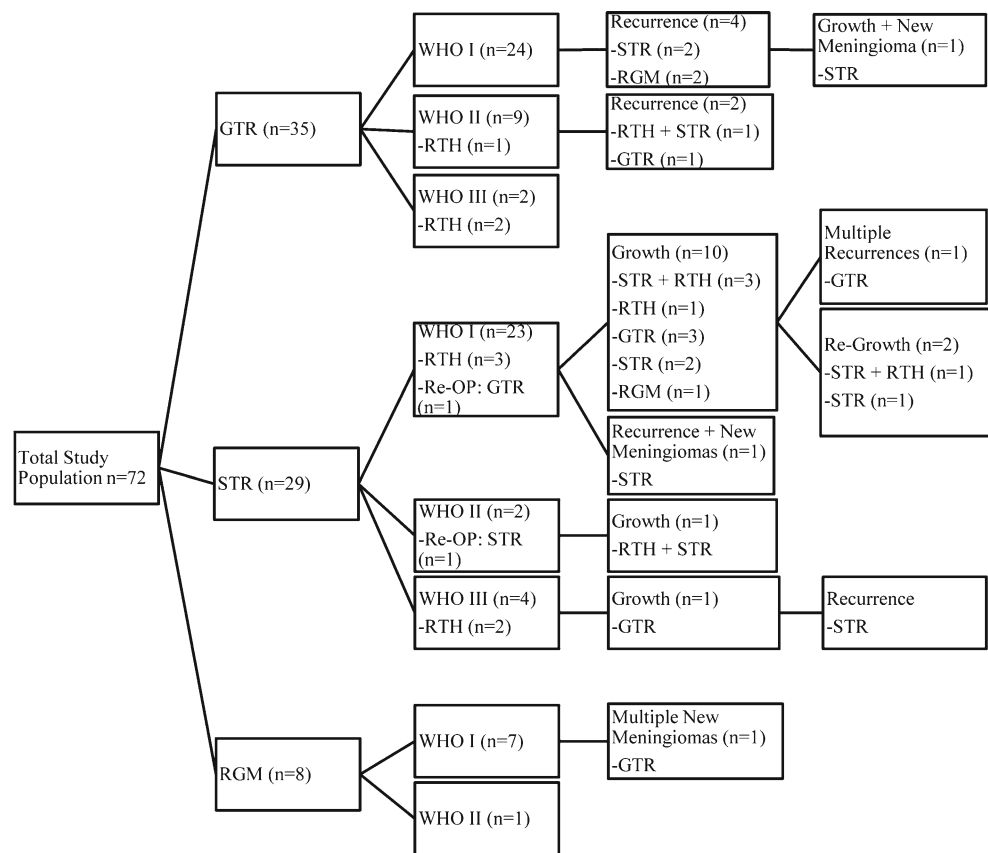 Total Study
Population n=72
GTR (n=35)
WHO I (n=24)
Recurrence (n=4)
-STR (n=2)
-RGM (n=2)
Growth + New
Meningioma (n=1)
-STR
WHO II (n=9)
-RTH (n=1)
Recurrence (n=2)
-RTH + STR (n=1)
-GTR (n=1)
WHO III (n=2)
-RTH (n=2)
STR (n=29)
WHO I (n=23)
-RTH (n=3)
-Re-OP: GTR
(n=1)
Growth (n=10)
-STR + RTH (n=3)
-RTH (n=1)
-GTR (n=3)
-STR (n=2)
-RGM (n=1)
Multiple
Recurrences (n=1)
-GTR
Re-Growth (n=2)
-STR + RTH (n=1)
-STR (n=1)
Recurrence + New
Meningiomas (n=1)
-STR
WHO II (n=2)
-Re-OP: STR
(n=1)
Growth (n=1)
-RTH + STR
WHO III (n=4)
-RTH (n=2)
Growth (n=1)
-GTR
Recurrence
-STR
RGM (n=8)
WHO I (n=7)
Multiple New
Meningiomas (n=1)
-GTR
WHO II (n=1)